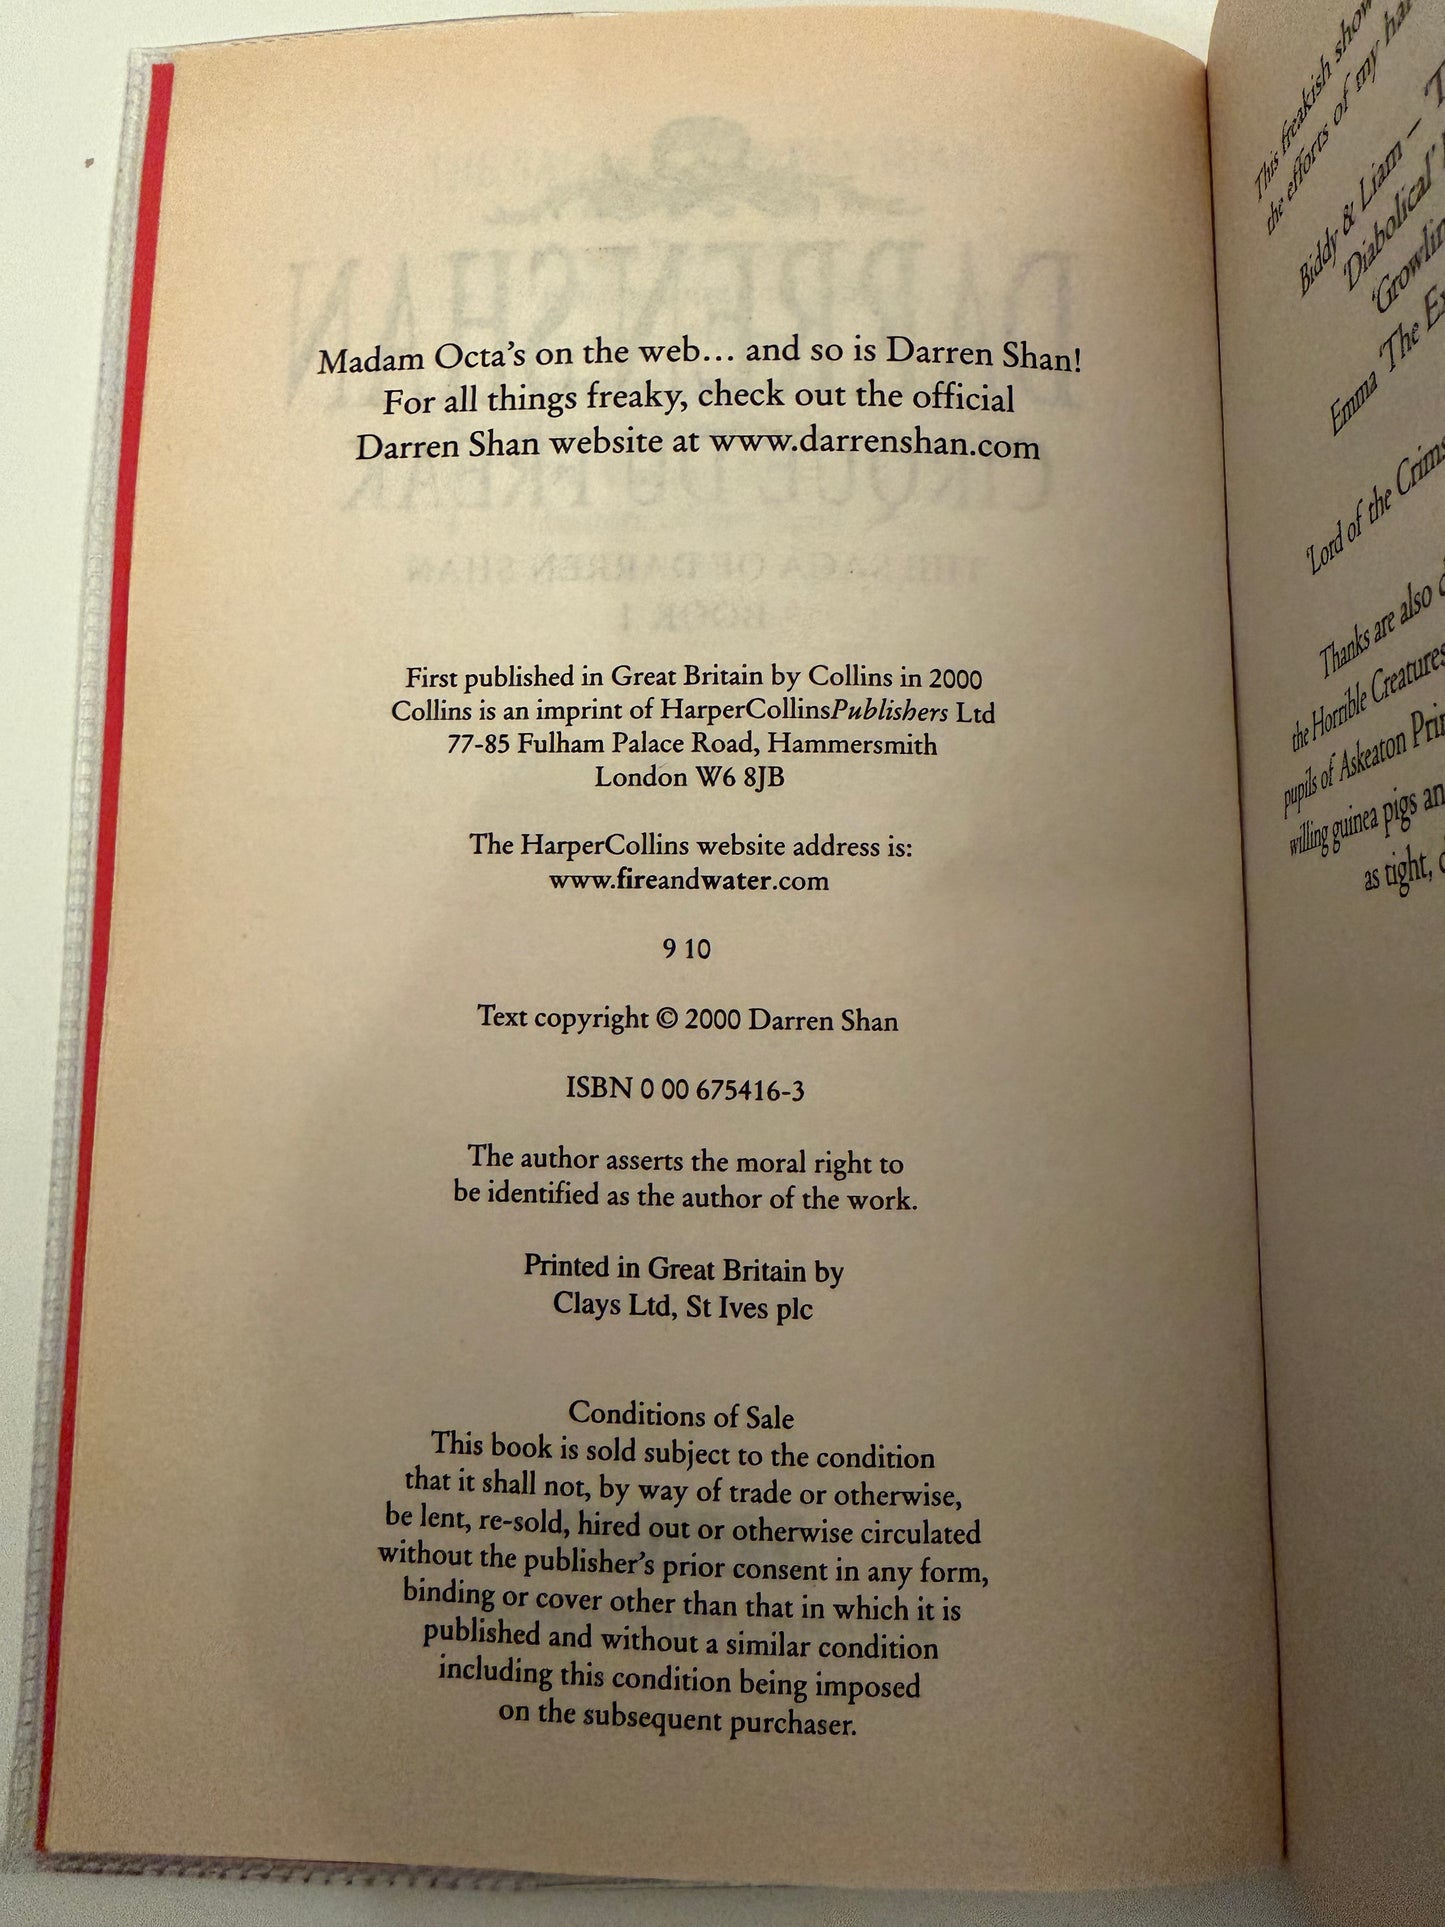 Madam Octa's on the web... and so is Darren Shan!
For all things freaky, check out the official
Darren Shan website at www.darrenshan.com
First published in Great Britain by Collins in 2000
Collins is an imprint of HarperCollinsPublishers Ltd
77-85 Fulham Palace Road, Hammersmith
London W6 8JB
The HarperCollins website address is:
www.fireandwater.com
9 10
Text copyright © 2000 Darren Shan
ISBN 0 00 675416-3
The author asserts the moral right to
be identified as the author of the work.
Printed in Great Britain by
Clays Ltd, St Ives plc
Conditions of Sale
This book is sold subject to the condition
that it shall not, by way of trade or otherwise,
be lent, re-sold, hired out or otherwise circulated
without the publisher's prior consent in any form,
binding or cover other than that in which it is
published and without a similar condition
including this condition being imposed
on the subsequent purchaser.
This freakish show
the efforts of my
Biddy & Liam –
'Diabolical'
Emma 'The
'Lord of the
Thanks are also
the Horrible Creatures
pupils of Askeaton
willing guinea pigs
as tight,